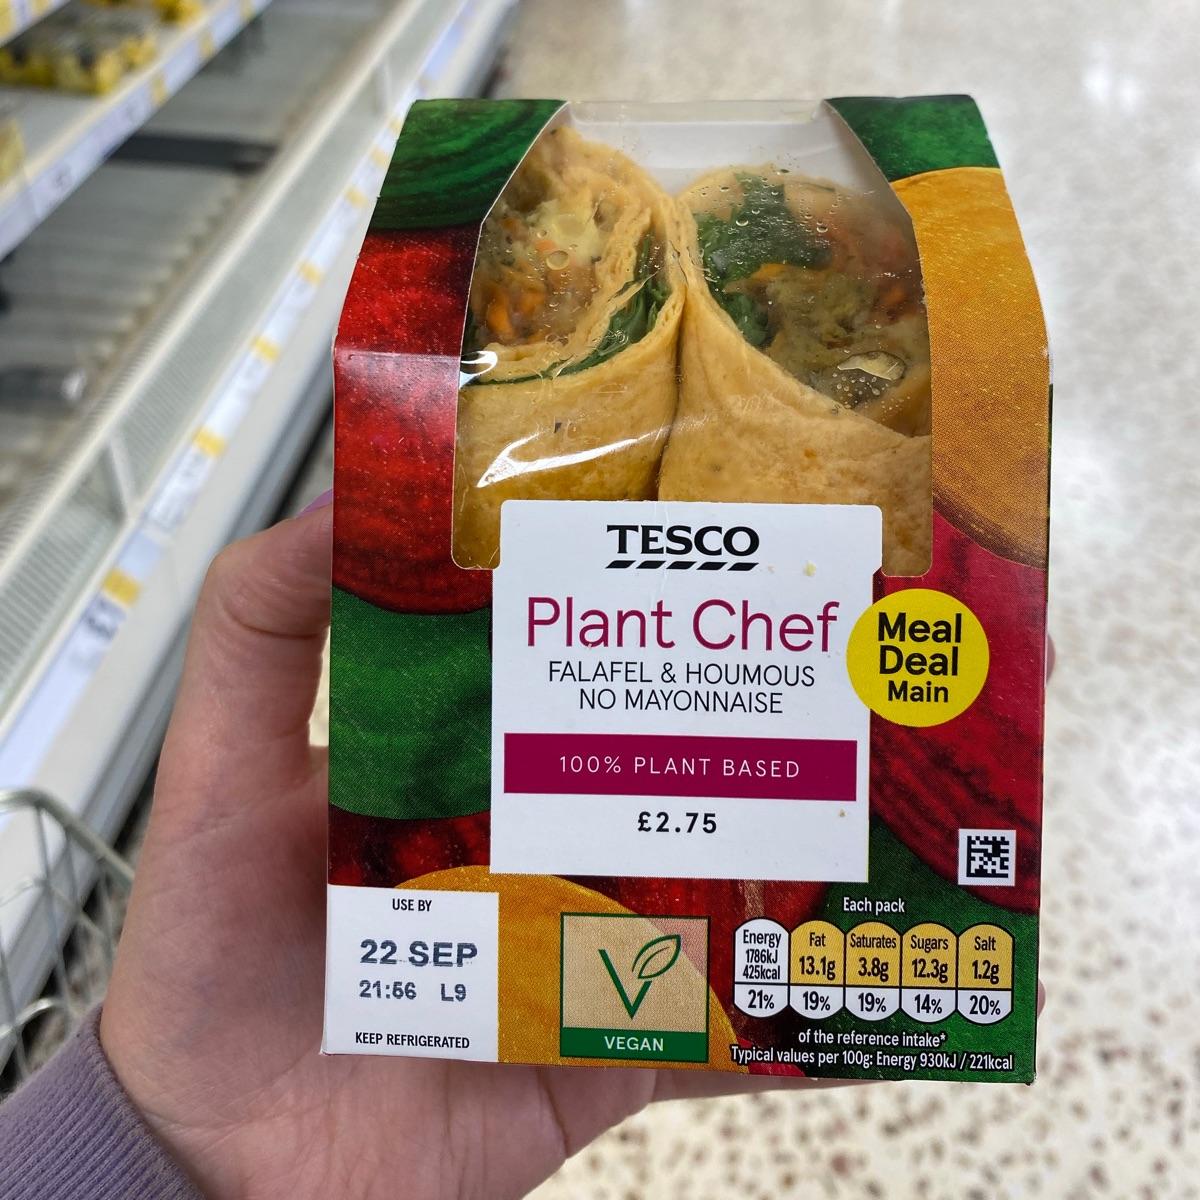 TESCO
Plant Chef
FALAFEL & HOUMOUS
NO MAYONNAISE
100% PLANT BASED
£2.75
Meal
Deal
Main
USE BY
22 SEP
21:56 L9
KEEP REFRIGERATED
VEGAN
Each pack
Energy
1786kJ
425kcal
21%
Fat
13.1g
19%
Saturates
3.8g
19%
Sugars
12.3g
14%
Salt
1.2g
20%
of the reference intake*
Typical values per 100g: Energy 930kJ / 221kcal